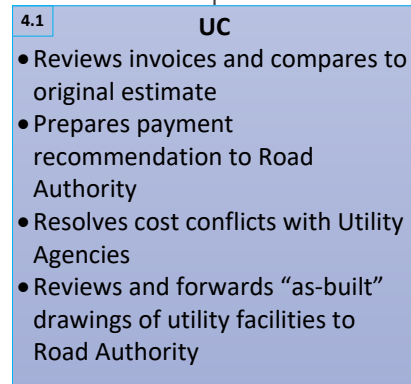 4.1
UC
• Reviews invoices and compares to
original estimate
• Prepares payment
recommendation to Road
Authority
• Resolves cost conflicts with Utility
Agencies
• Reviews and forwards “as-built”
drawings of utility facilities to
Road Authority